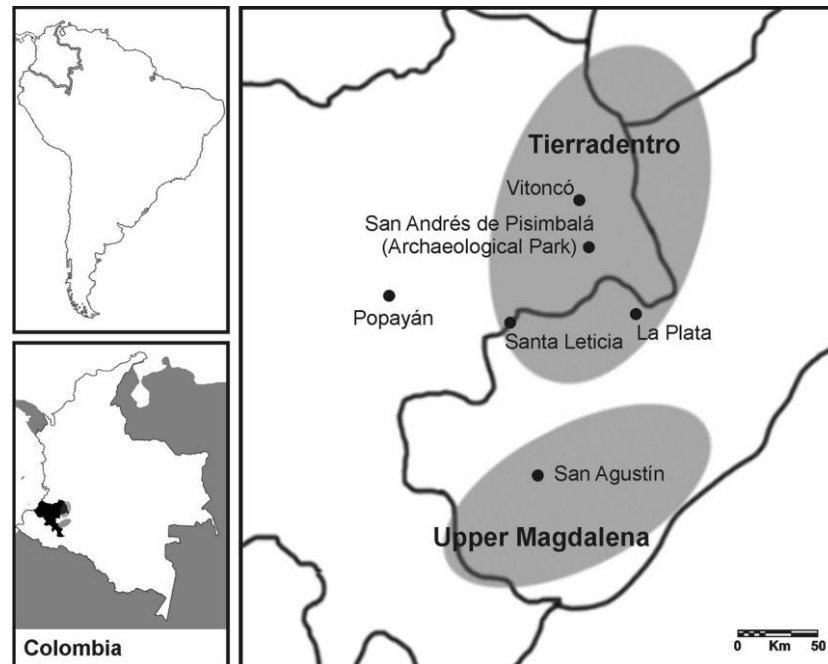 Tierradentro
Vitoncó
San Andrés de Pisimbalá
(Archaeological Park)
Popayán
Santa Leticia
La Plata
San Agustín
Upper Magdalena
Colombia
0 Km 50